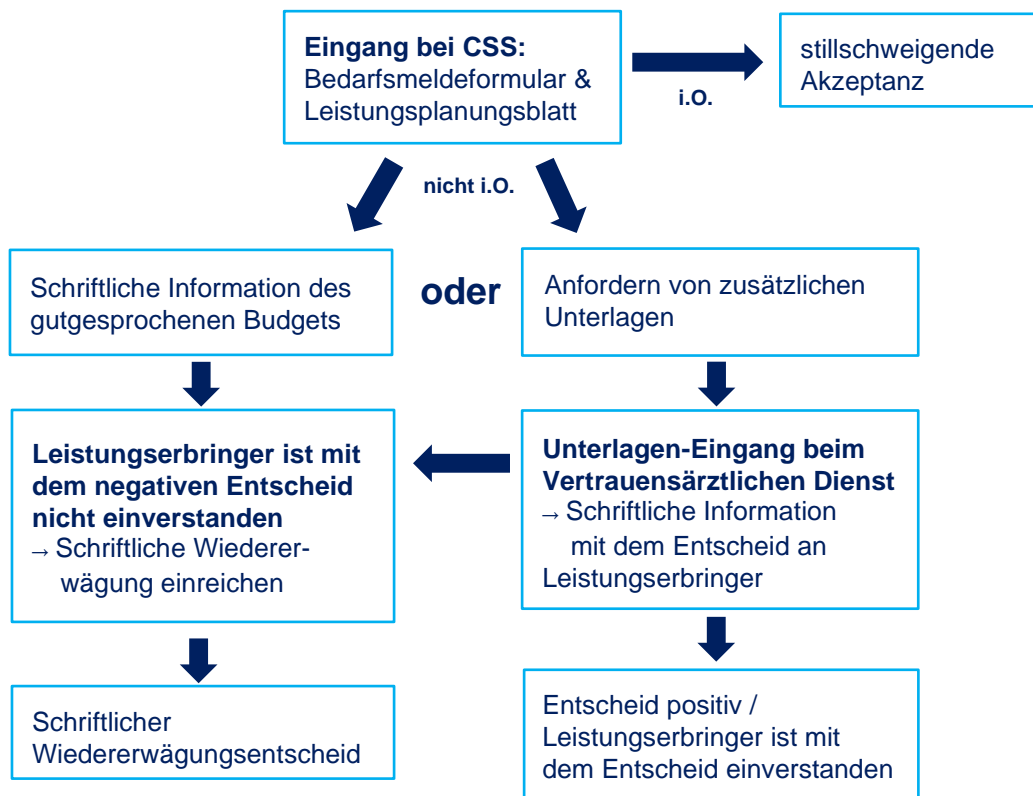 Eingang bei CSS:
Bedarfsmeldeformular &
Leistungsplanungsblatt
i.O.
stillschweigende
Akzeptanz
nicht i.O.
Schriftliche Information des
gutgesprochenen Budgets
oder
Anfordern von zusätzlichen
Unterlagen
Leistungserbringer ist mit
dem negativen Entscheid
nicht einverstanden
→ Schriftliche Wiederer-
wägung einreichen
Unterlagen-Eingang beim
Vertrauensärztlichen Dienst
→ Schriftliche Information
mit dem Entscheid an
Leistungserbringer
Schriftlicher
Wiedererwägungsentscheid
Entscheid positiv /
Leistungserbringer ist mit
dem Entscheid einverstanden